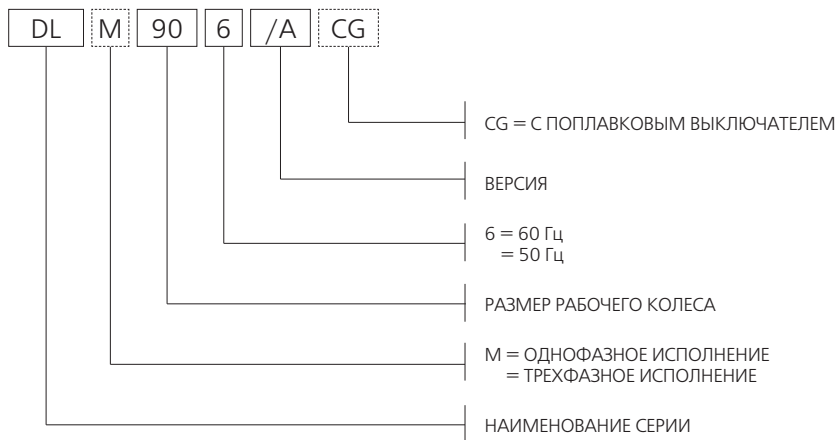 DL M 90 6 /A CG
CG = С ПОПЛАВКОВЫМ ВЫКЛЮЧАТЕЛЕМ
ВЕРСИЯ
6 = 60 Гц
= 50 Гц
РАЗМЕР РАБОЧЕГО КОЛЕСА
М = ОДНОФАЗНОЕ ИСПОЛНЕНИЕ
= ТРЕХФАЗНОЕ ИСПОЛНЕНИЕ
НАИМЕНОВАНИЕ СЕРИИ